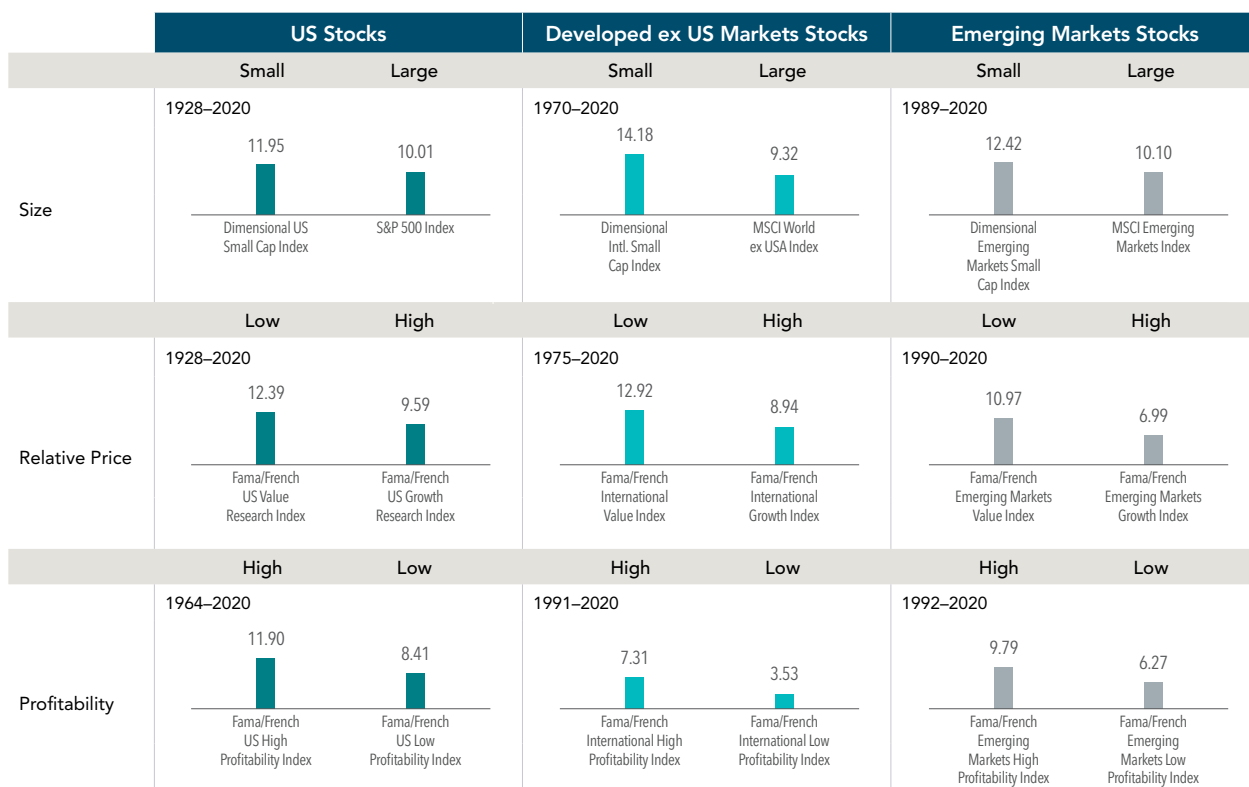 US Stocks
Developed ex US Markets Stocks
Emerging Markets Stocks
Small
Large
Small
Large
Small
Large
Size
1928–2020
11.95
10.01
Dimensional US
Small Cap Index
S&P 500 Index
1970–2020
14.18
9.32
Dimensional
Intl. Small
Cap Index
MSCI World
ex USA Index
1989–2020
12.42
10.10
Dimensional
Emerging
Markets Small
Cap Index
MSCI Emerging
Markets Index
Low
High
Low
High
Low
High
Relative Price
1928–2020
12.39
9.59
Fama/French
US Value
Research Index
Fama/French
US Growth
Research Index
1975–2020
12.92
8.94
Fama/French
International
Value Index
Fama/French
International
Growth Index
1990–2020
10.97
6.99
Fama/French
Emerging Markets
Value Index
Fama/French
Emerging Markets
Growth Index
High
Low
High
Low
High
Low
Profitability
1964–2020
11.90
8.41
Fama/French
US High
Profitability Index
Fama/French
US Low
Profitability Index
1991–2020
7.31
3.53
Fama/French
International High
Profitability Index
Fama/French
International Low
Profitability Index
1992–2020
9.79
6.27
Fama/French
Emerging
Markets High
Profitability Index
Fama/French
Emerging
Markets Low
Profitability Index